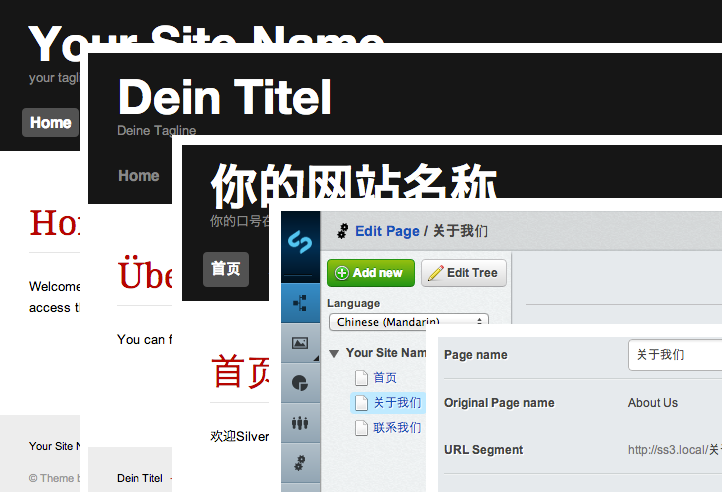 Your Site Name
your tagli
Home
Welcome
access th
Your Site N
© Theme b
Dein Titel
Deine Tagline
Home
Übe
You can f
Dein Titel
你的网站名称
你的口号在
首页
首页
欢迎Silver
Edit Page / 关于我们
Add new
Edit Tree
Language
Chinese (Mandarin)
Your Site Nam
首页
关于我们
联系我们
Page name
关于我们
Original Page name
About Us
URL Segment
http://ss3.local/关